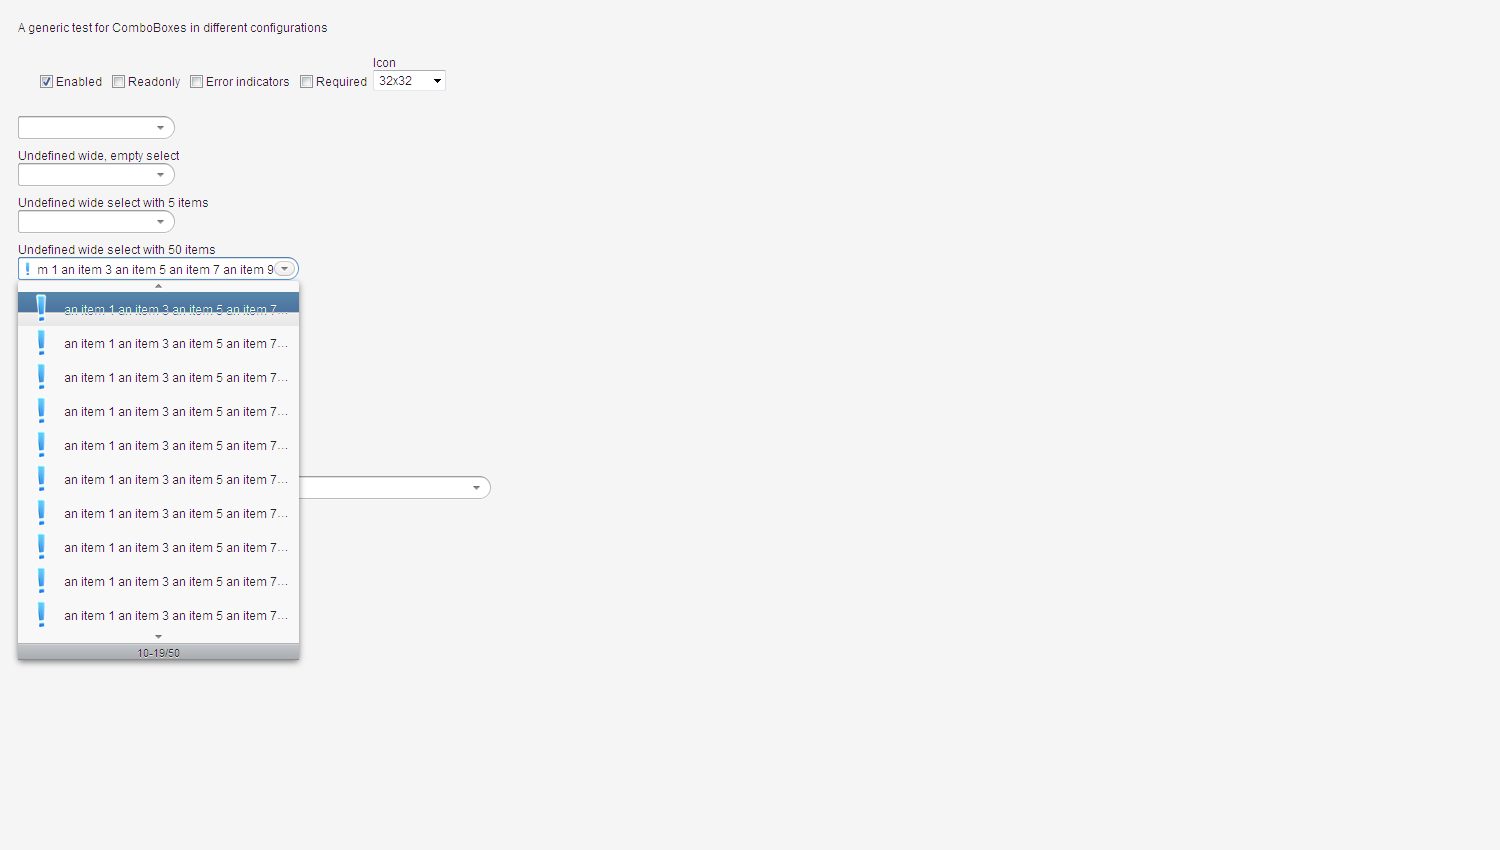 A generic test for ComboBoxes in different configurations
Icon
Enabled Readonly Error indicators Required 32x32
Undefined wide, empty select
Undefined wide select with 5 items
Undefined wide select with 50 items
m 1 an item 3 an item 5 an item 7 an item 9
an item 1 an item 3 an item 5 an item 7...
an item 1 an item 3 an item 5 an item 7...
an item 1 an item 3 an item 5 an item 7...
an item 1 an item 3 an item 5 an item 7...
an item 1 an item 3 an item 5 an item 7...
an item 1 an item 3 an item 5 an item 7...
an item 1 an item 3 an item 5 an item 7...
an item 1 an item 3 an item 5 an item 7...
an item 1 an item 3 an item 5 an item 7...
an item 1 an item 3 an item 5 an item 7...
10-19/50